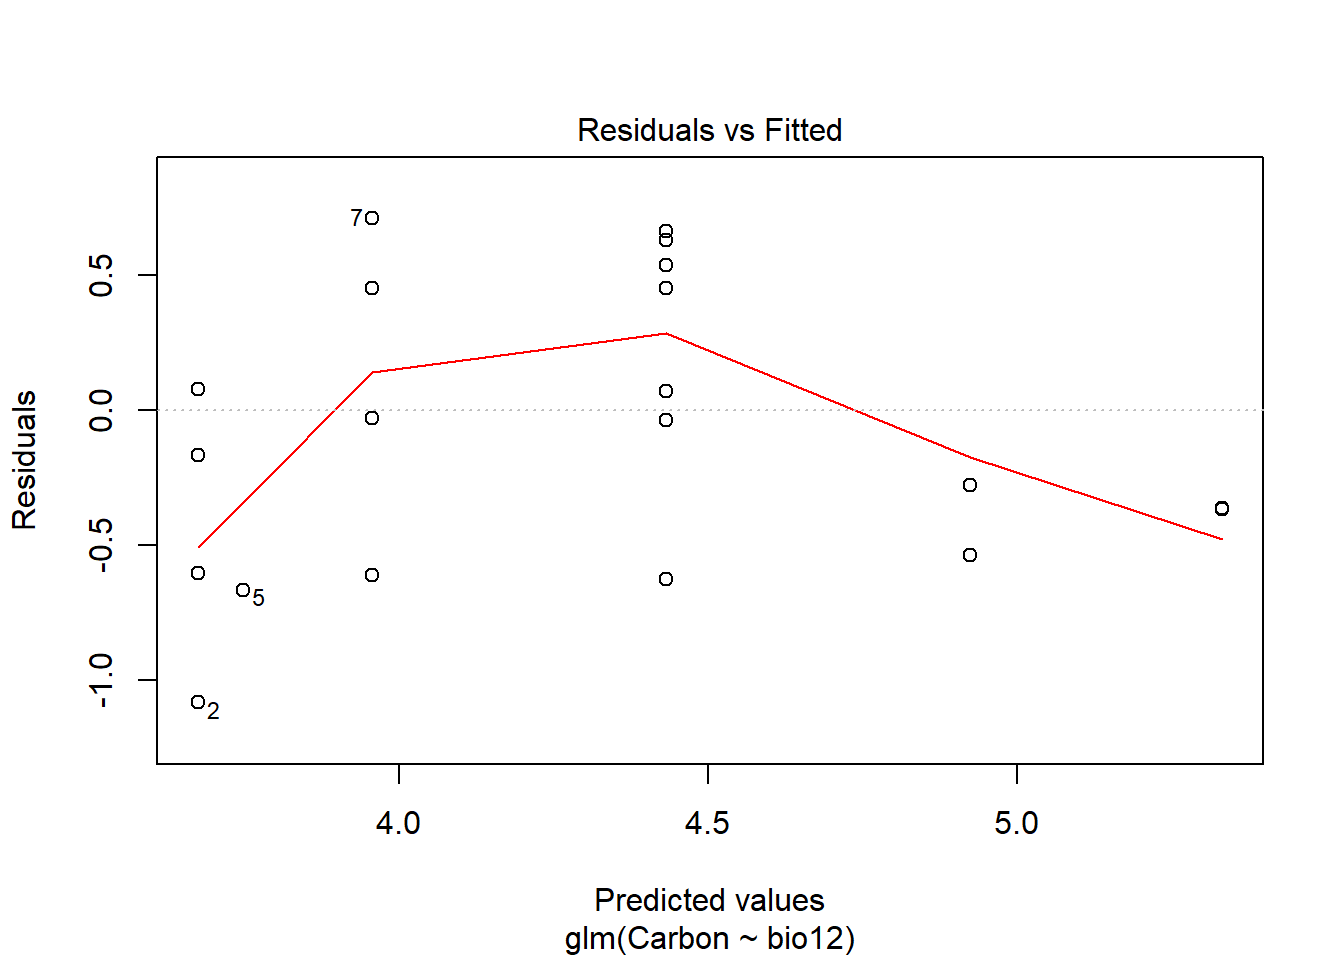 Residuals vs Fitted
Residuals
0.5
0.0
-0.5
-1.0
7
5
2
4.0 4.5 5.0
Predicted values
glm(Carbon ~ bio12)